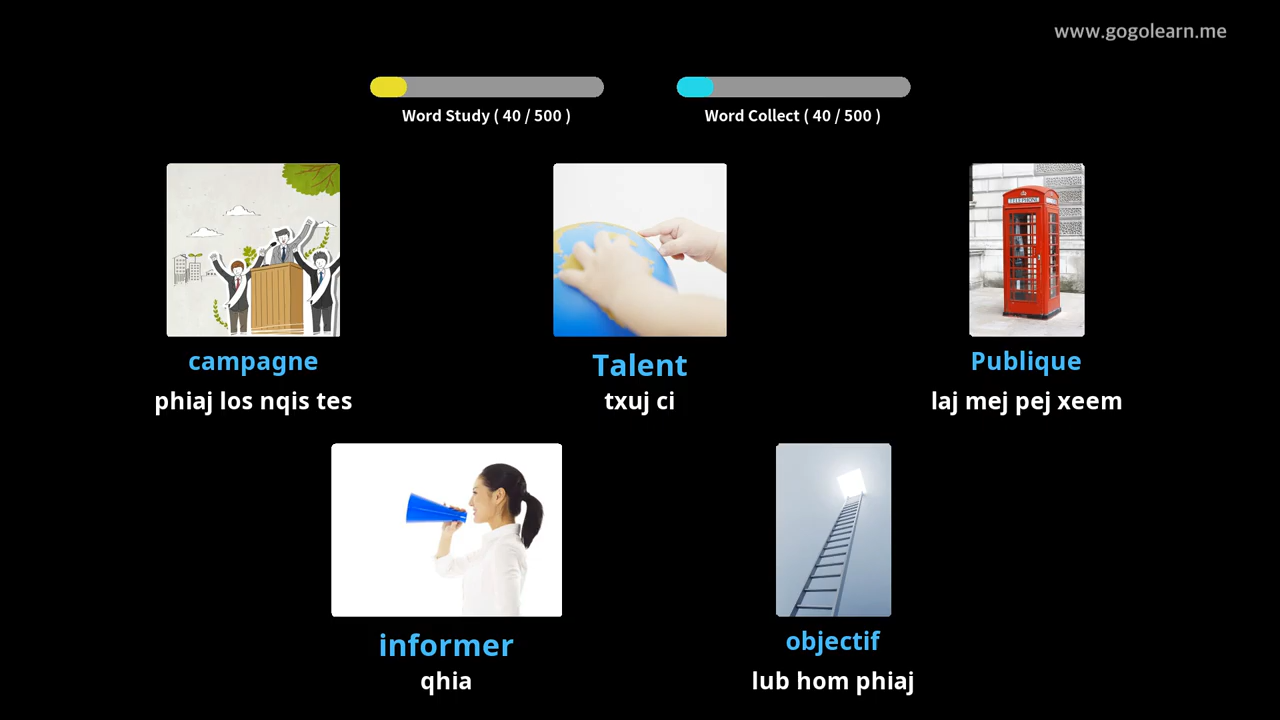 www.gogolearn.me
Word Study ( 40 / 500 )
Word Collect ( 40 / 500 )
TELEPHONE
campagne
phiaj los nqis tes
Talent
txuj ci
Publique
laj mej pej xeem
informer
qhia
objectif
lub hom phiaj